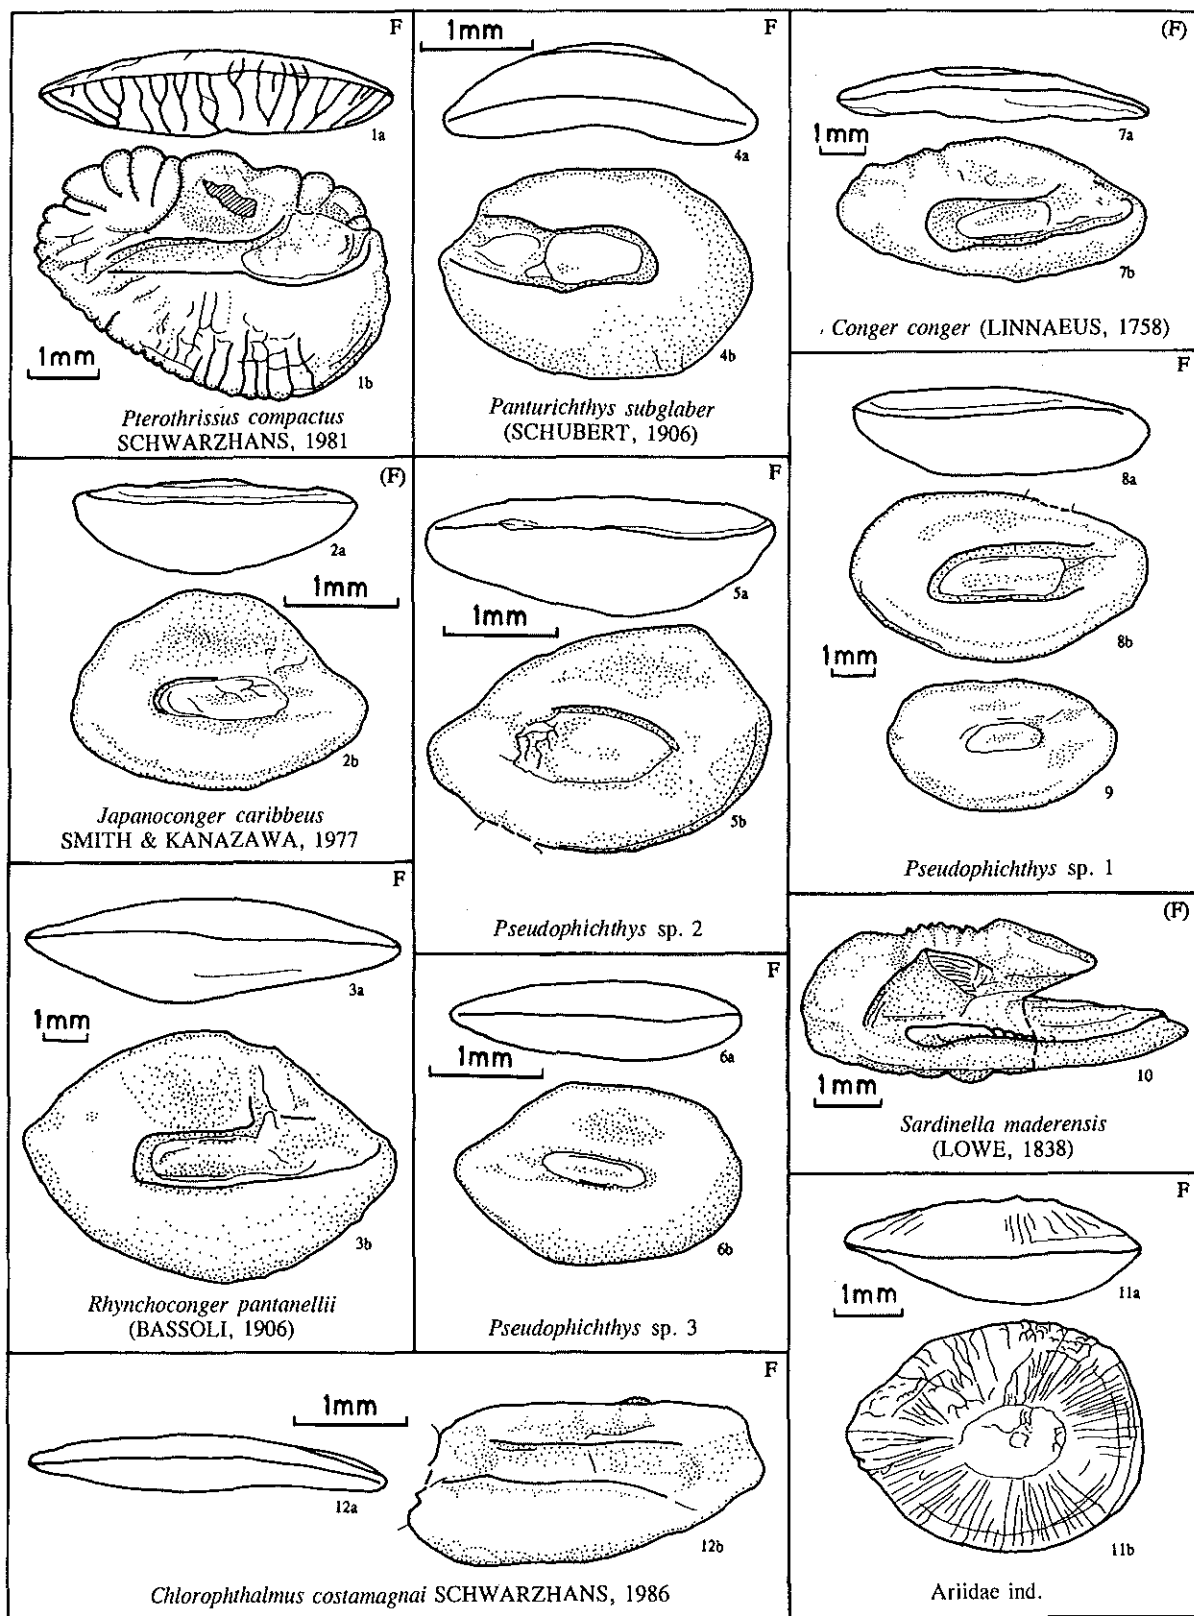 F
1a
1mm
1b
Pterothrissus compactus
SCHWARZHANS, 1981
(F)
2a
1mm
2b
Japanoconger caribbeus
SMITH & KANAZAWA, 1977
F
3a
1mm
3b
Rhynchoconger pantanellii
(BASSOLI, 1906)
F
1mm
4a
4b
Panturichthys subglaber
(SCHUBERT, 1906)
F
5a
1mm
5b
Pseudophichthys sp. 2
F
6a
1mm
6b
Pseudophichthys sp. 3
(F)
7a
1mm
7b
Conger conger (LINNAEUS, 1758)
F
8a
8b
1mm
9
Pseudophichthys sp. 1
(F)
10
1mm
Sardinella maderensis
(LOWE, 1838)
F
11a
1mm
11b
Ariidae ind.
F
1mm
12a
12b
Chlorophthalmus costamagnai SCHWARZHANS, 1986